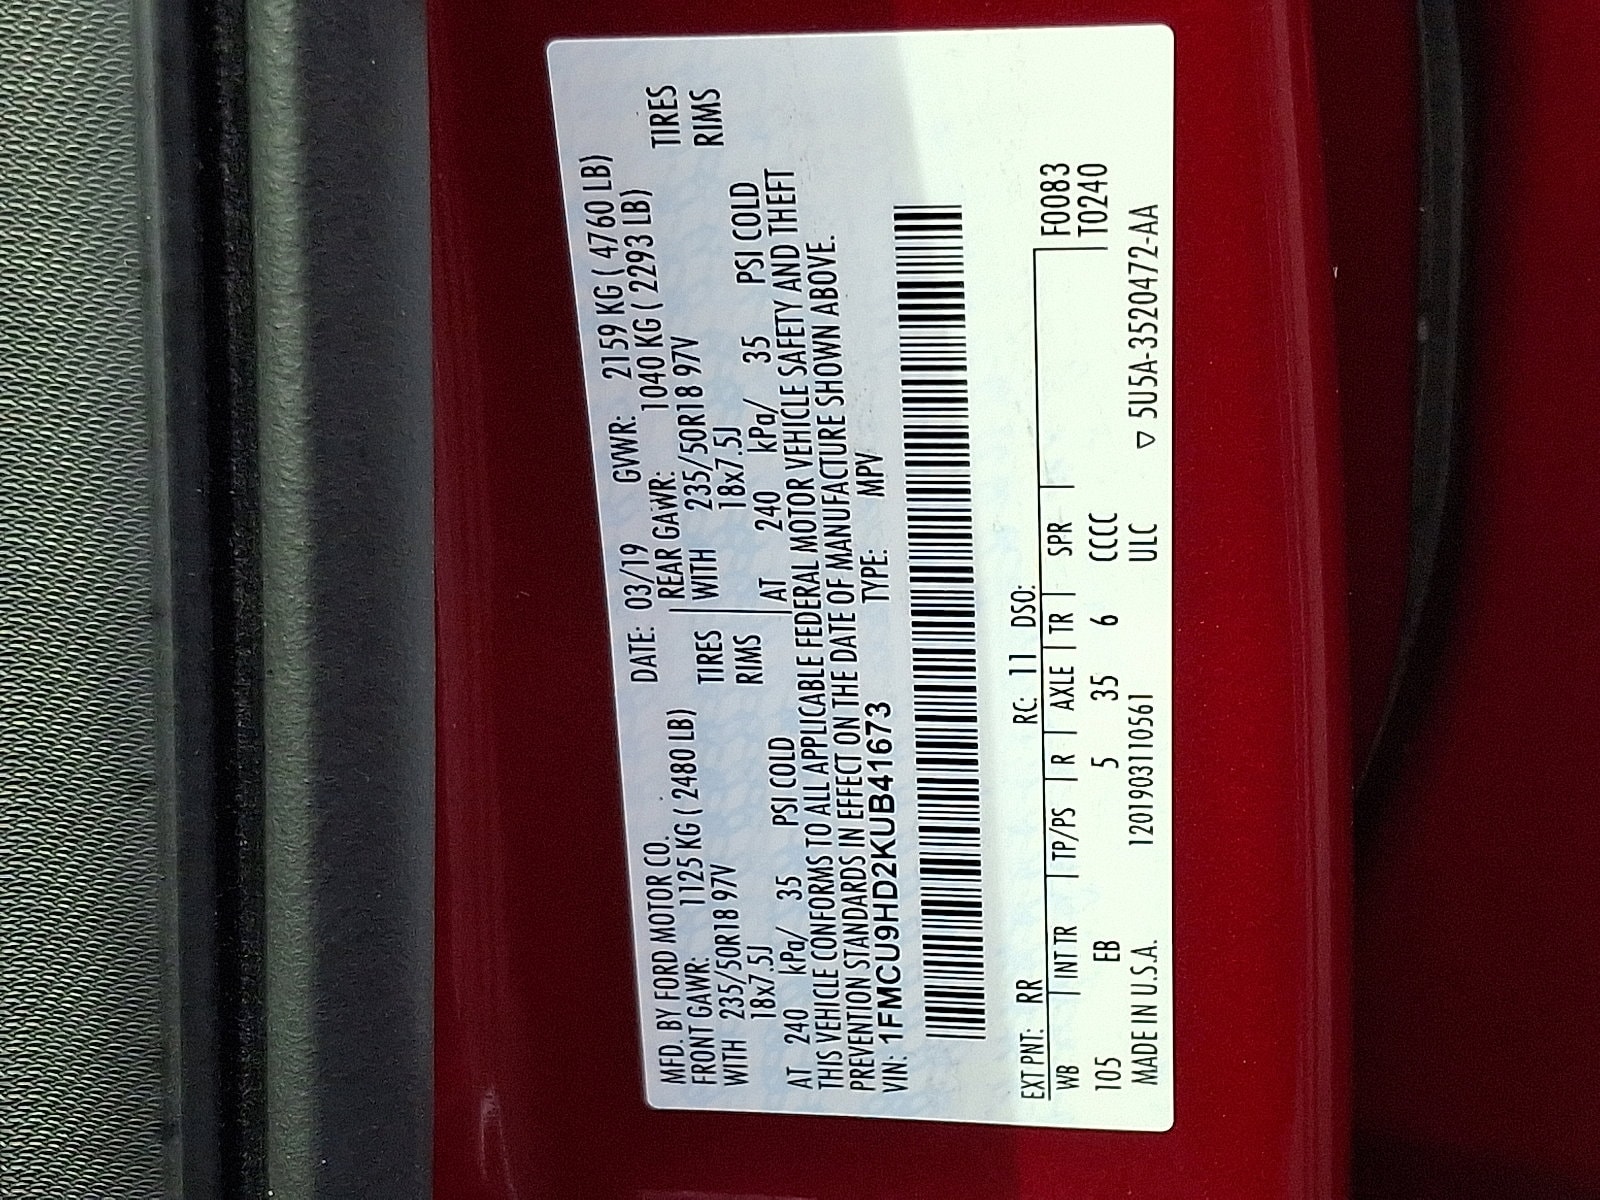 MFD. BY FORD MOTOR CO. DATE: 03/19 GVWR: 2159 KG ( 4760 LB)
FRONT GAWR: 1125 KG ( 2480 LB) REAR GAWR: 1040 KG ( 2293 LB)
WITH 235/50R18 97V TIRES WITH 235/50R18 97V TIRES
18x7.5J RIMS 18x7.5J RIMS
AT 240 kPa/ 35 PSI COLD AT 240 kPa/ 35 PSI COLD
THIS VEHICLE CONFORMS TO ALL APPLICABLE FEDERAL MOTOR VEHICLE SAFETY AND THEFT
PREVENTION STANDARDS IN EFFECT ON THE DATE OF MANUFACTURE SHOWN ABOVE.
VIN: 1FMCU9HD2KUB41673 TYPE: MPV
EXT PNT: RR RC: 11 DSO: F0083
WB INT TR TP/PS R AXLE TR SPR T0240
105 EB 5 35 6 CCCC
MADE IN U.S.A. 1201903110561 ULC ▽ 5U5A-3520472-AA